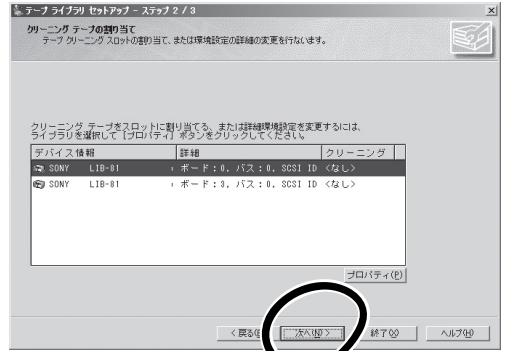 テープ ライブラリ セットアップ - ステップ 2 / 3
クリーニング テープの割り当て
テープ クリーニング スロットの割り当て、または環境設定の詳細の変更を行ないます。
クリーニング テープをスロットに割り当てる、または詳細環境設定を変更するには、
ライブラリを選択して [プロパティ] ボタンをクリックしてください。
デバイス情報 詳細 クリーニング
SONY LIB-81 ボード:0, バス:0, SCSI ID <なし>
SONY LIB-81 ボード:3, バス:0, SCSI ID <なし>
プロパティ(P)
< 戻る(B) 次へ(N) > 終了(X) ヘルプ(H)